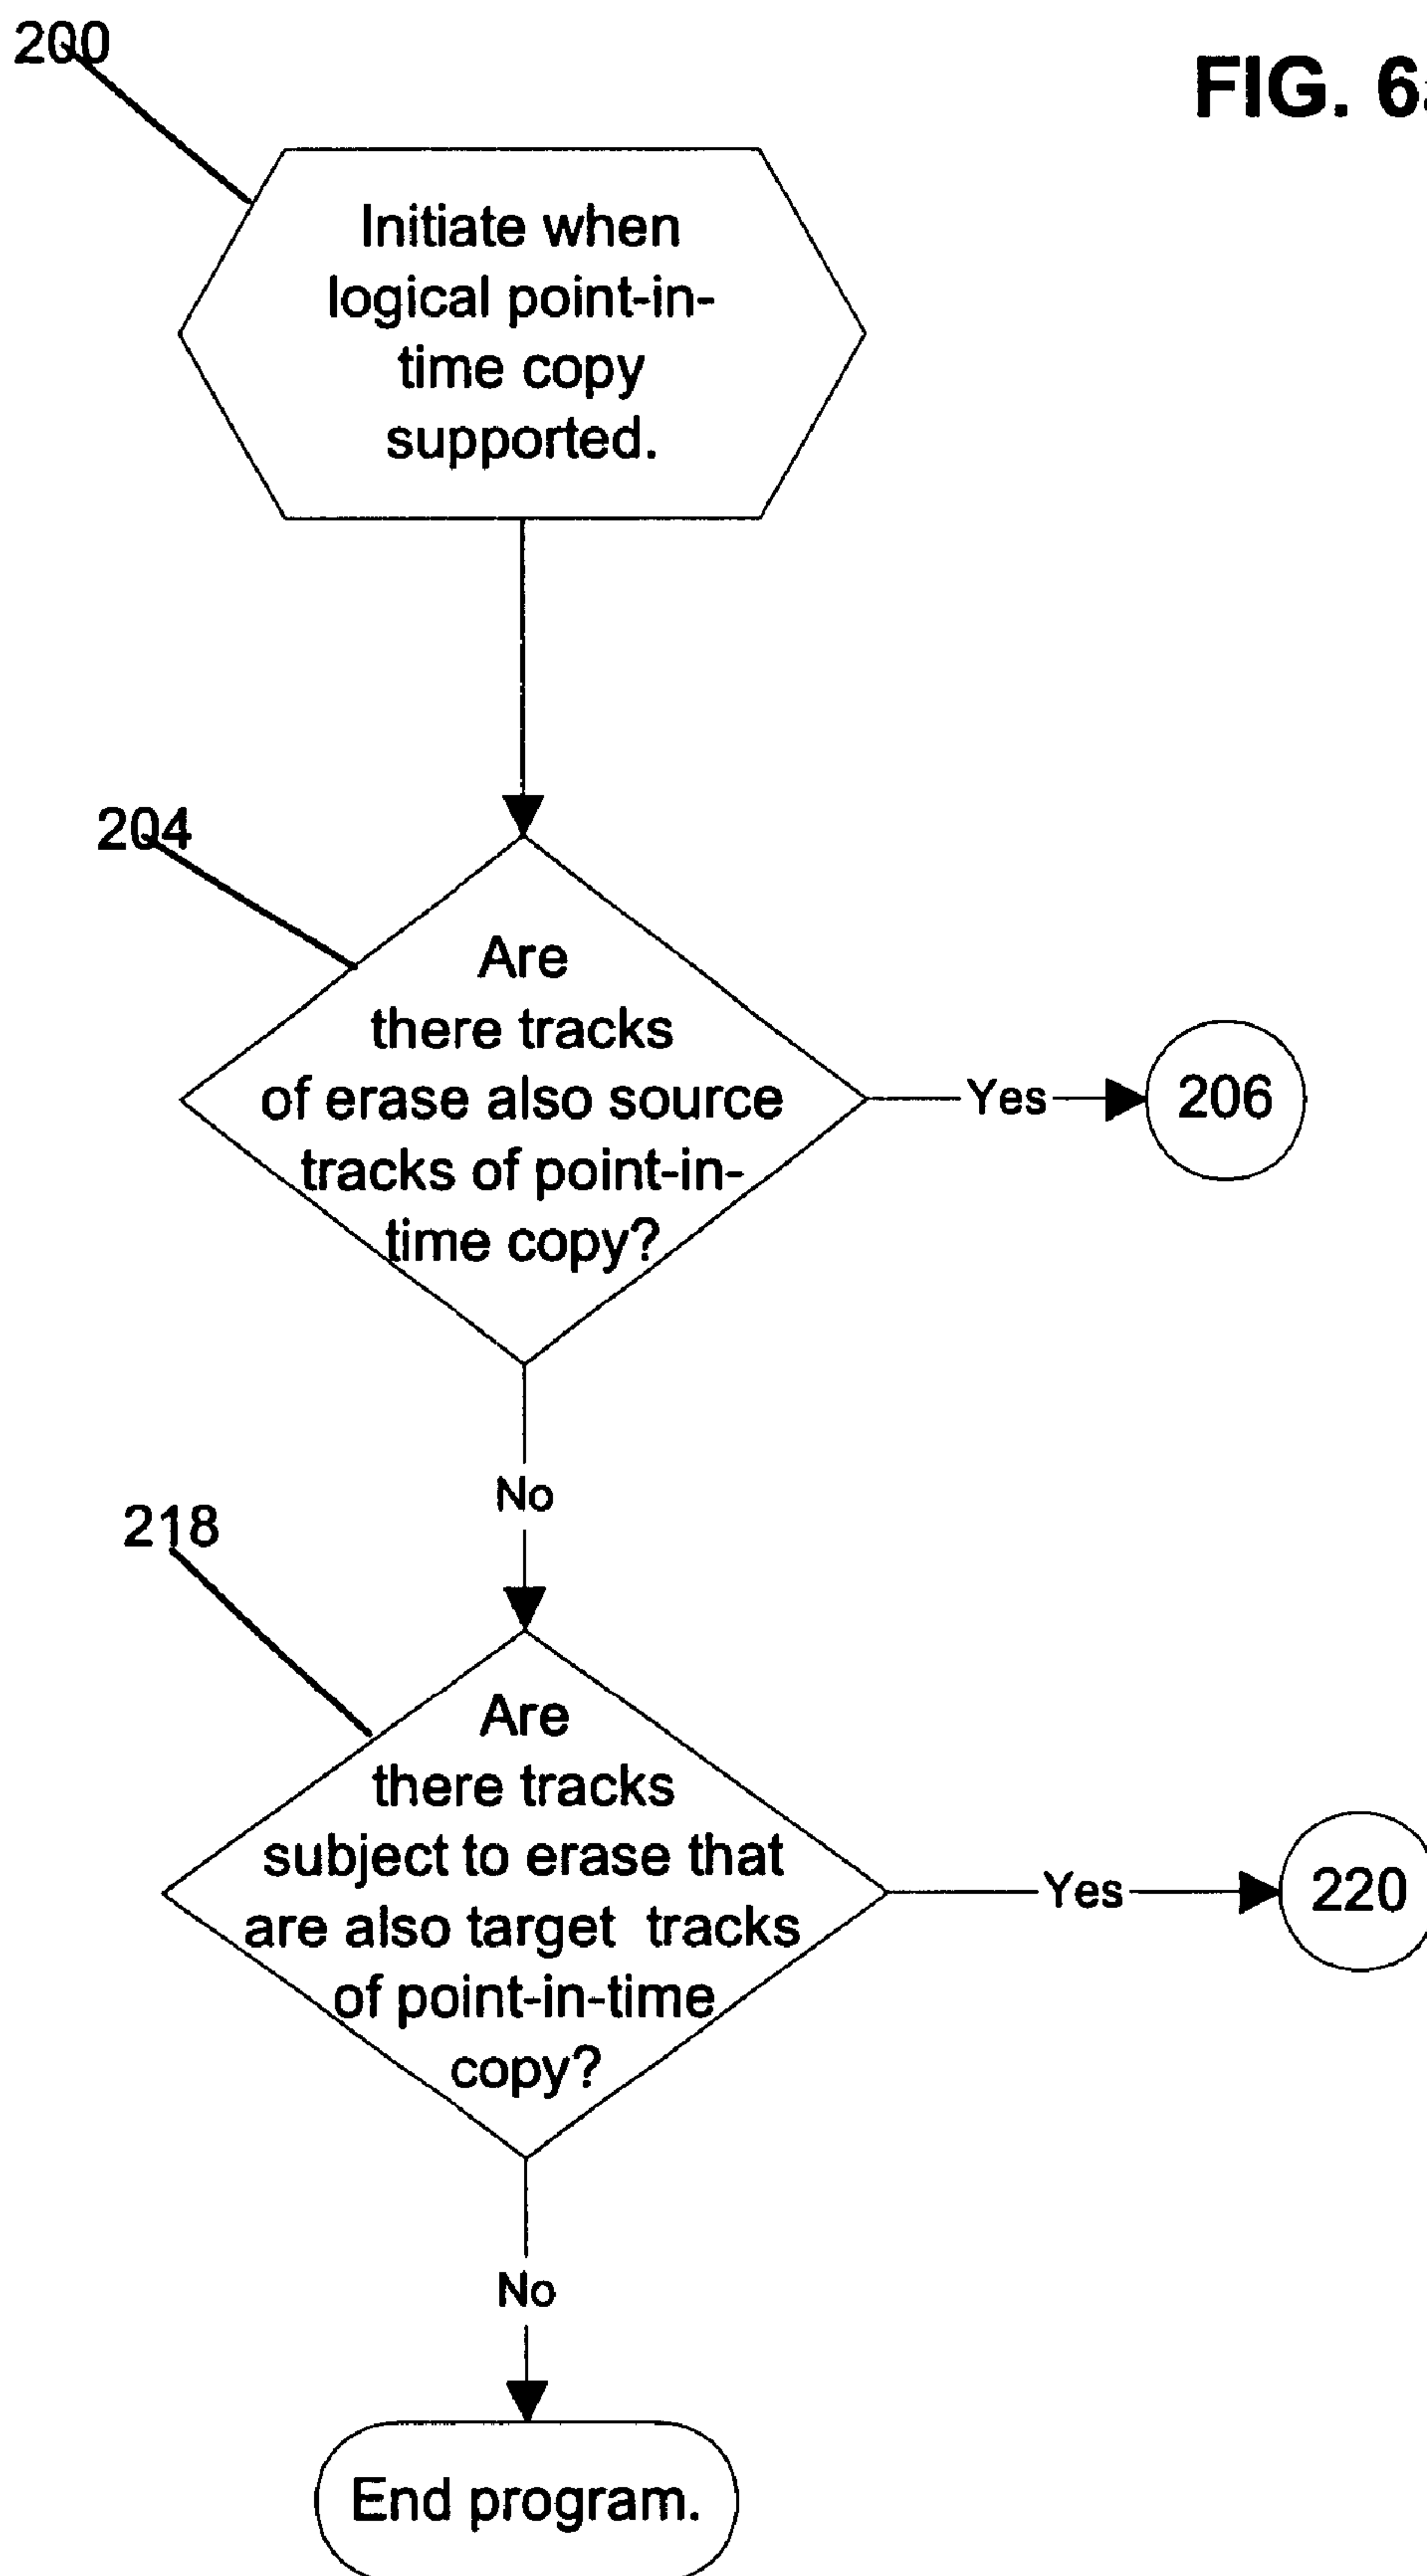 200
FIG. 6a
Initiate when
logical point-in-
time copy
supported.
204
Are
there tracks
of erase also source
tracks of point-in-
time copy?
Yes
206
No
218
Are
there tracks
subject to erase that
are also target tracks
of point-in-time
copy?
Yes
220
No
End program.